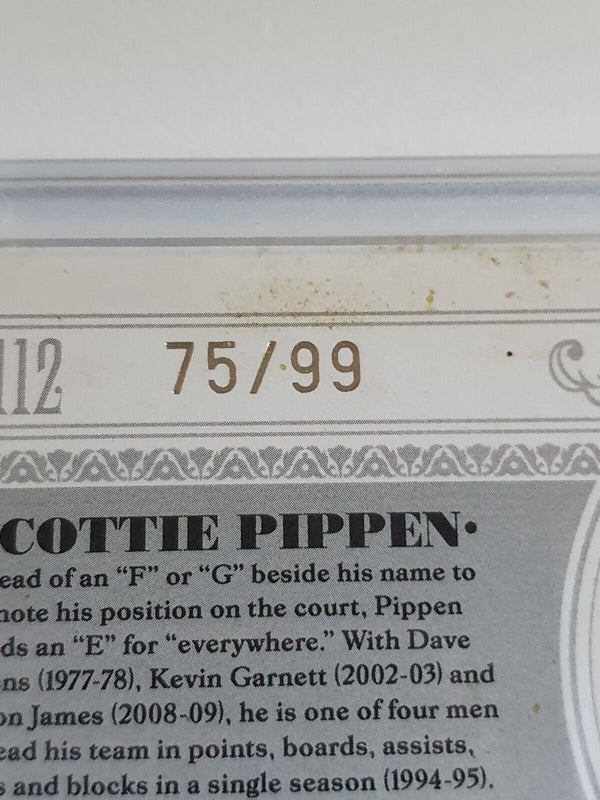 112 75/99
COTTIE PIPPEN·
ead of an “F” or “G” beside his name to
note his position on the court, Pippen
ds an “E” for “everywhere.” With Dave
ns (1977-78), Kevin Garnett (2002-03) and
on James (2008-09), he is one of four men
ead his team in points, boards, assists,
s and blocks in a single season (1994-95).